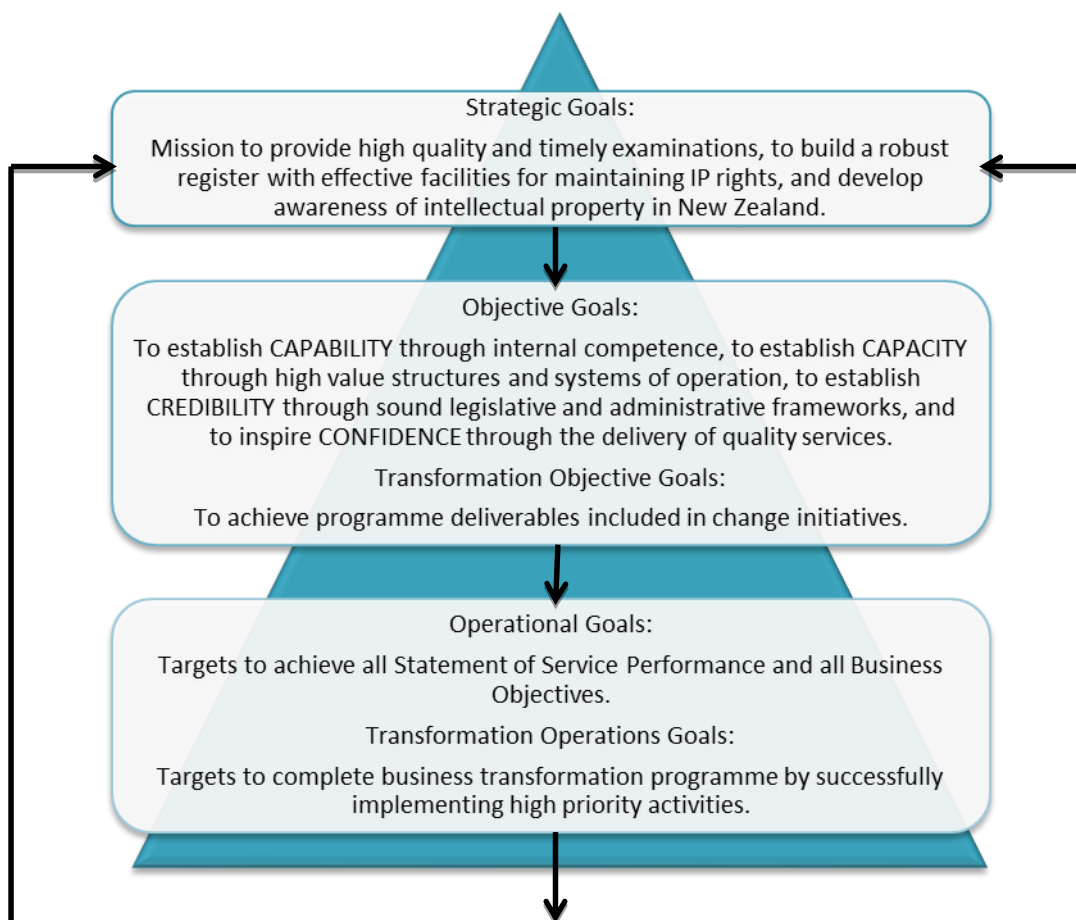 Strategic Goals:
Mission to provide high quality and timely examinations, to build a robust
register with effective facilities for maintaining IP rights, and develop
awareness of intellectual property in New Zealand.
Objective Goals:
To establish CAPABILITY through internal competence, to establish CAPACITY
through high value structures and systems of operation, to establish
CREDIBILITY through sound legislative and administrative frameworks, and
to inspire CONFIDENCE through the delivery of quality services.
Transformation Objective Goals:
To achieve programme deliverables included in change initiatives.
Operational Goals:
Targets to achieve all Statement of Service Performance and all Business
Objectives.
Transformation Operations Goals:
Targets to complete business transformation programme by successfully
implementing high priority activities.